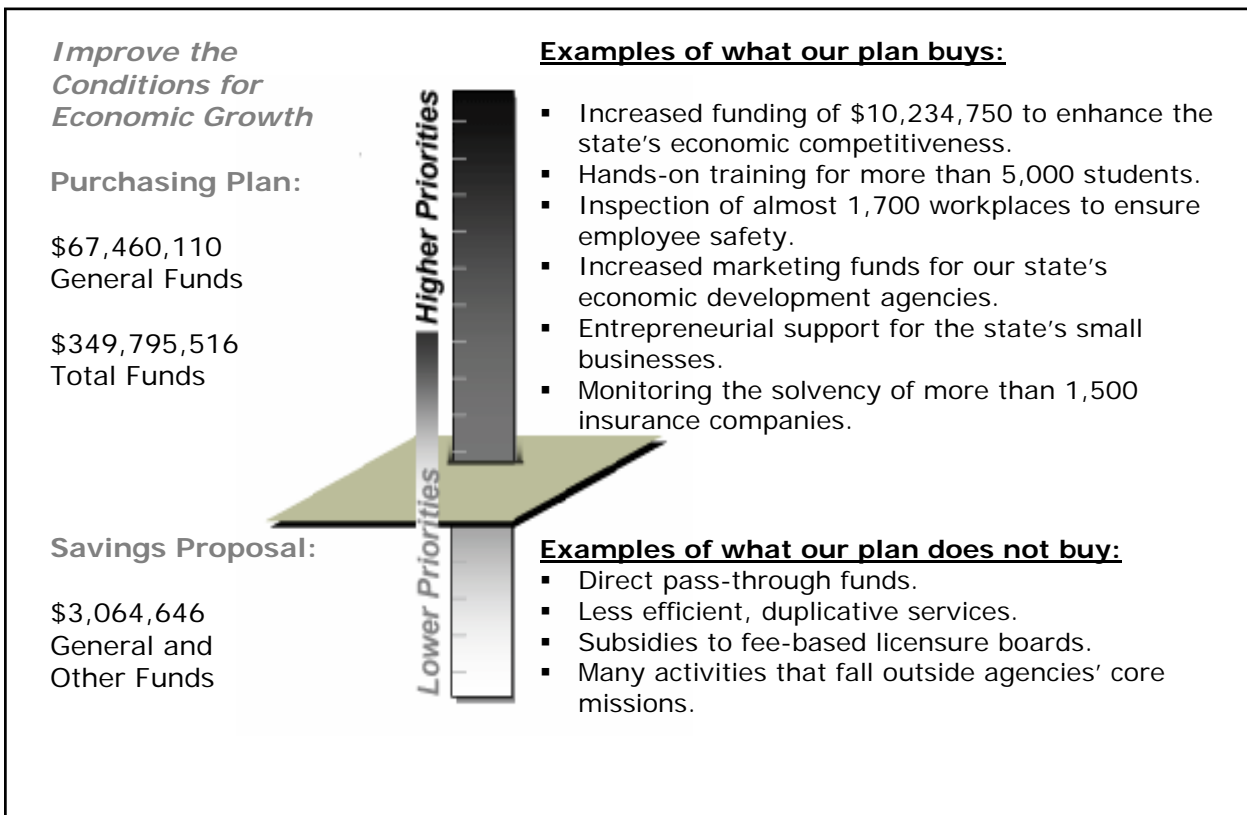 Improve the
Conditions for
Economic Growth
Purchasing Plan:
$67,460,110
General Funds
$349,795,516
Total Funds
Higher Priorities
Examples of what our plan buys:
▪ Increased funding of $10,234,750 to enhance the
state’s economic competitiveness.
▪ Hands-on training for more than 5,000 students.
▪ Inspection of almost 1,700 workplaces to ensure
employee safety.
▪ Increased marketing funds for our state’s
economic development agencies.
▪ Entrepreneurial support for the state’s small
businesses.
▪ Monitoring the solvency of more than 1,500
insurance companies.
Savings Proposal:
$3,064,646
General and
Other Funds
Lower Priorities
Examples of what our plan does not buy:
▪ Direct pass-through funds.
▪ Less efficient, duplicative services.
▪ Subsidies to fee-based licensure boards.
▪ Many activities that fall outside agencies’ core
missions.